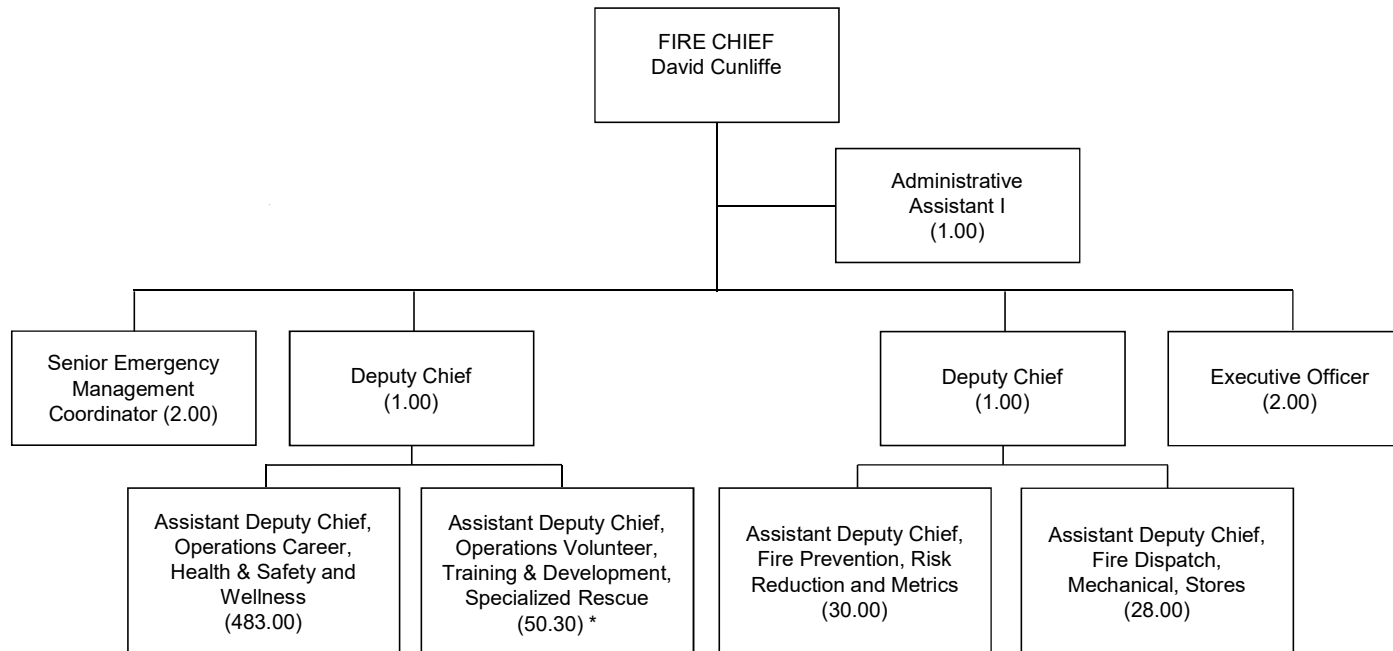 FIRE CHIEF
David Cunliffe
Administrative
Assistant I
(1.00)
Senior Emergency
Management
Coordinator (2.00)
Deputy Chief
(1.00)
Deputy Chief
(1.00)
Executive Officer
(2.00)
Assistant Deputy Chief,
Operations Career,
Health & Safety and
Wellness
(483.00)
Assistant Deputy Chief,
Operations Volunteer,
Training & Development,
Specialized Rescue
(50.30) *
Assistant Deputy Chief,
Fire Prevention, Risk
Reduction and Metrics
(30.00)
Assistant Deputy Chief,
Fire Dispatch,
Mechanical, Stores
(28.00)